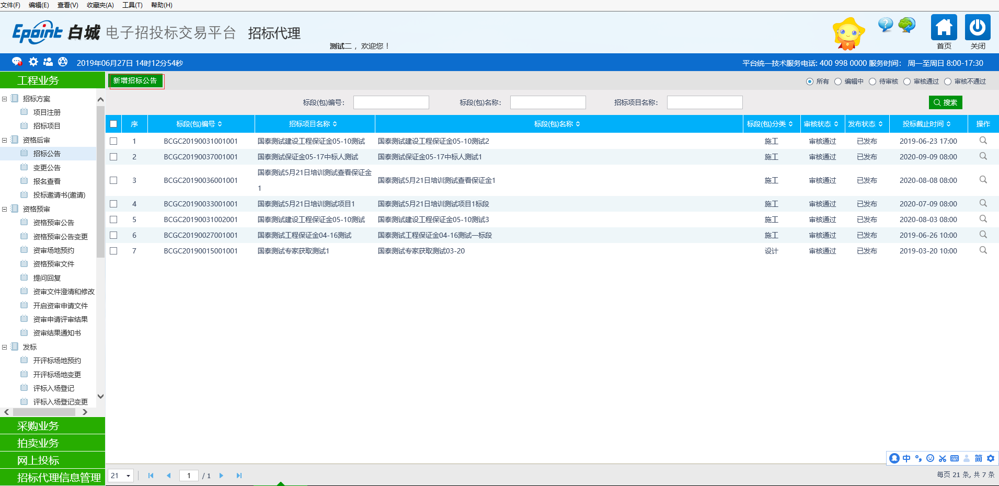 文件(F) 编辑(E) 查看(V) 收藏夹(A) 工具(T) 帮助(H)
Epoint 白城 电子招投标交易平台 招标代理
测试二 ，欢迎您！
首页 关闭
2019年06月27日 14时12分54秒 平台统一技术服务电话: 400 998 0000 服务时间: 周一至周日 8:00-17:30
工程业务
招标方案
项目注册
招标项目
资格后审
招标公告
变更公告
报名查看
投标邀请书(邀请)
资格预审
资格预审公告
资格预审公告变更
资审场地预约
资格预审文件
提问回复
资审文件澄清和修改
开启资审申请文件
资审申请评审结果
资审结果通知书
发标
开评标场地预约
开评标场地变更
评标入场登记
评标入场登记变更
采购业务
拍卖业务
网上投标
招标代理信息管理
新增招标公告 所有 编辑中 待审核 审核通过 审核不通过
标段(包)编号: 标段(包)名称: 招标项目名称: 搜索
序 标段(包)编号 招标项目名称 标段(包)名称 标段(包)分类 审核状态 发布状态 投标截止时间 操作
1 BCGC20190031001001 国泰测试建设工程保证金05-10测试 国泰测试建设工程保证金05-10测试2 施工 审核通过 已发布 2019-06-23 17:00
2 BCGC20190037001001 国泰测试保证金05-17中标人测试 国泰测试保证金05-17中标人测试1 施工 审核通过 已发布 2020-09-09 08:00
3 BCGC20190036001001 国泰测试5月21日培训测试查看保证金1 国泰测试5月21日培训测试查看保证金1 施工 审核通过 已发布 2020-08-08 08:00
4 BCGC20190033001001 国泰测试5月21日培训测试项目1 国泰测试5月21日培训测试项目1标段 施工 审核通过 已发布 2020-07-09 08:00
5 BCGC20190031002001 国泰测试建设工程保证金05-10测试 国泰测试建设工程保证金05-10测试3 施工 审核通过 已发布 2020-08-03 08:00
6 BCGC20190027001001 国泰测试工程保证金04-16测试 国泰测试工程保证金04-16测试一标段 施工 审核通过 已发布 2019-06-26 10:00
7 BCGC20190015001001 国泰测试专家获取测试1 国泰测试专家获取测试03-20 设计 审核通过 已发布 2019-03-20 10:00
中 简
21 1 / 1 每页 21 条, 共 7 条